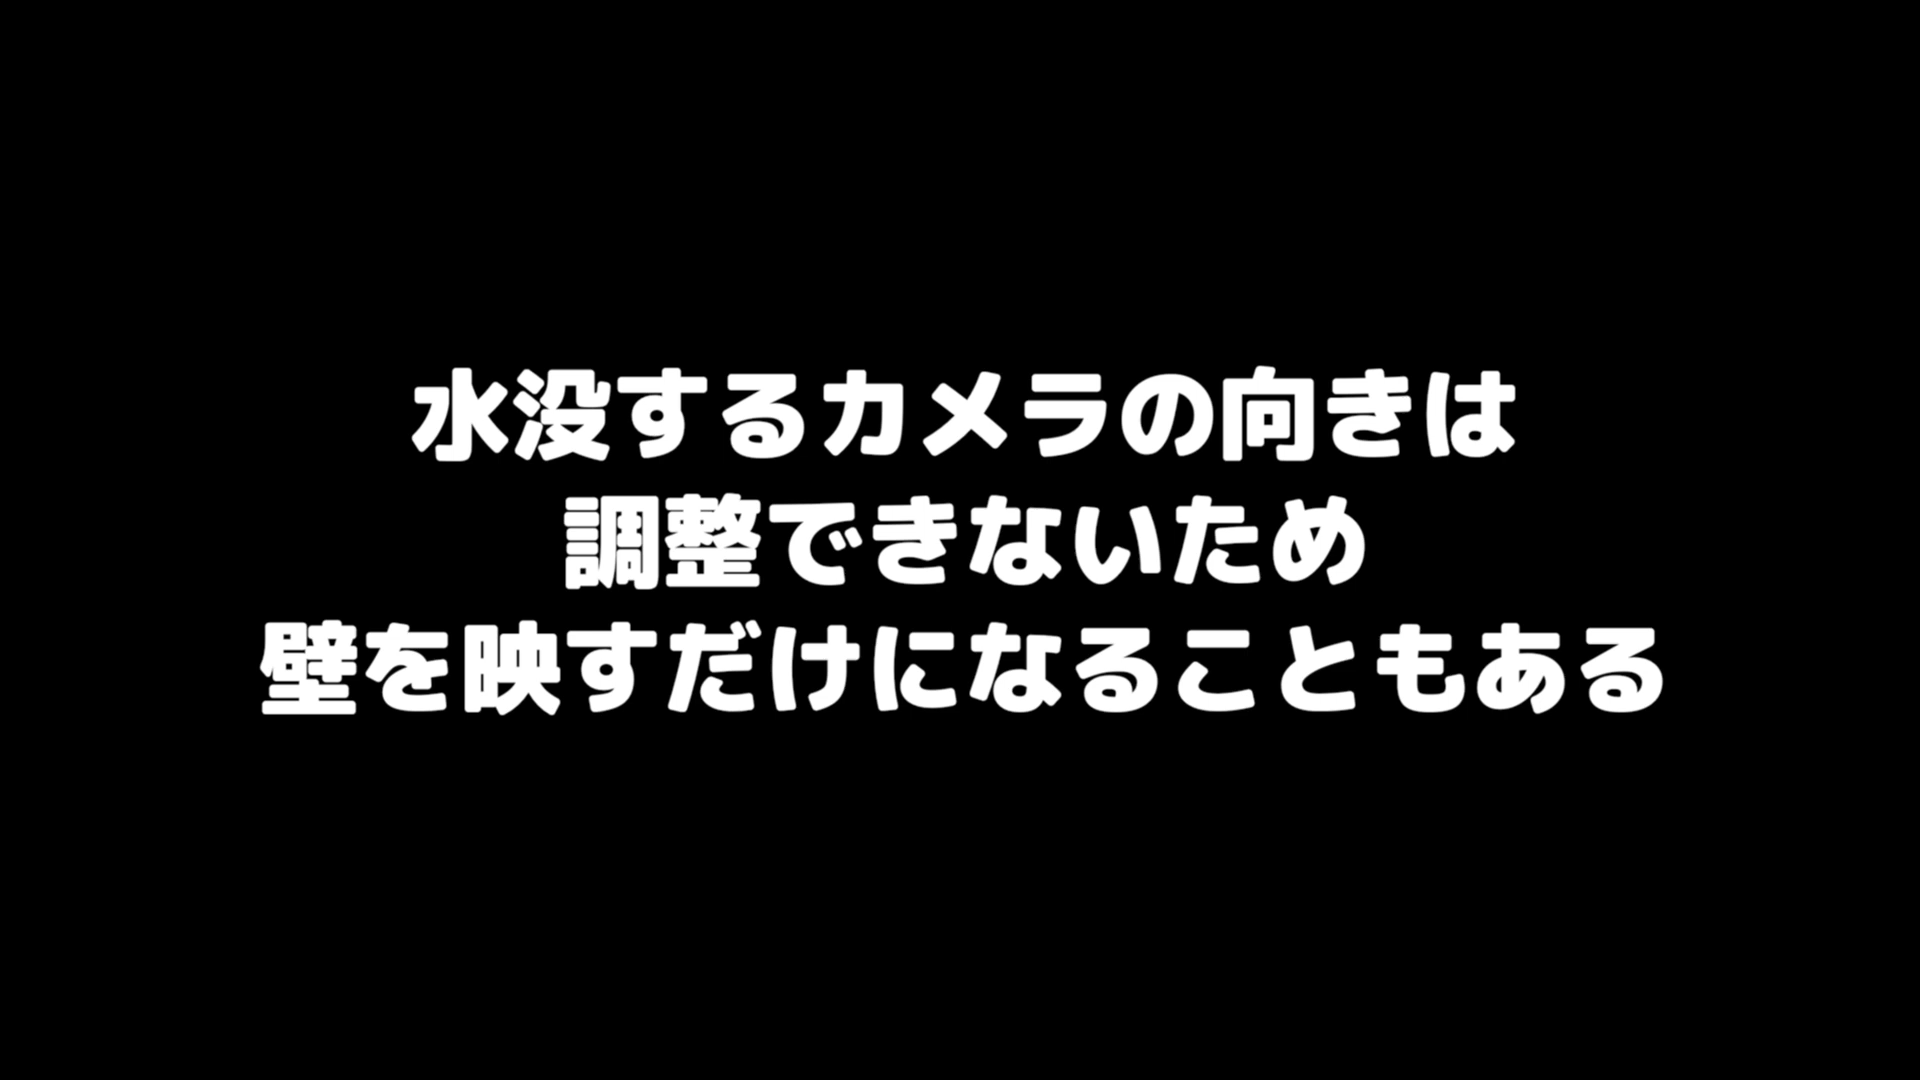 水没するカメラの向きは
調整できないため
壁を映すだけになることもある